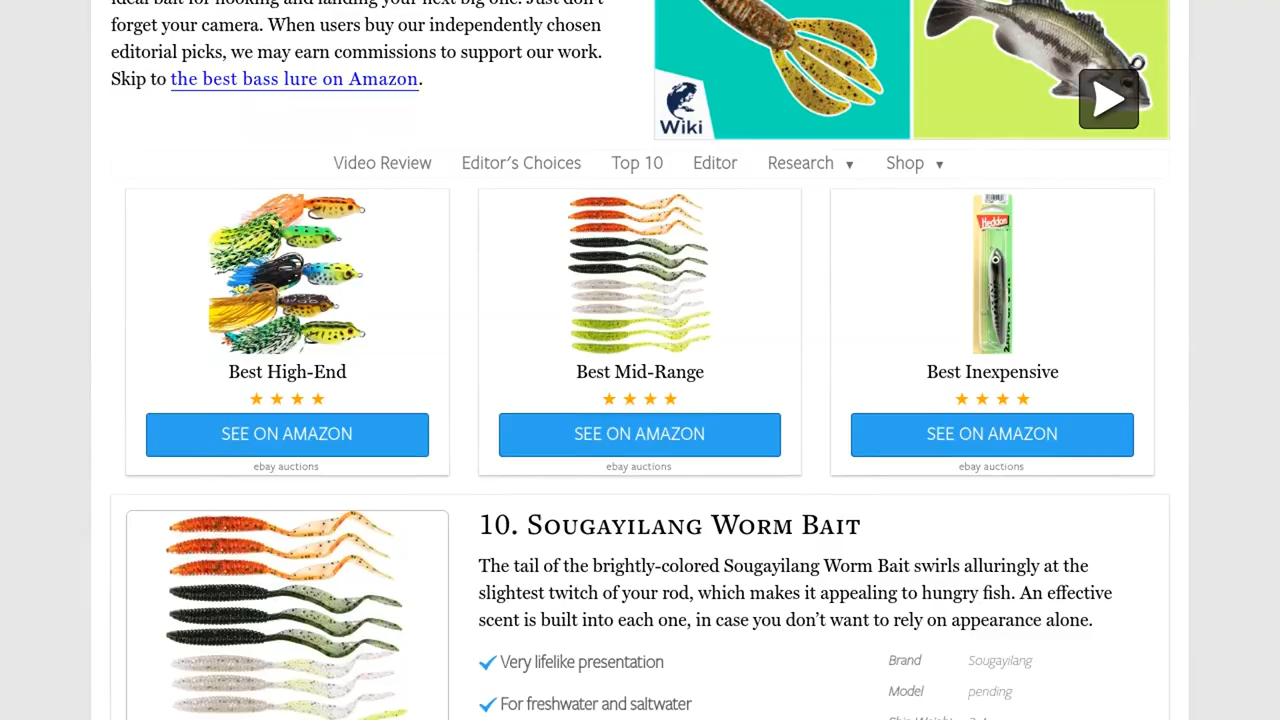 forget your camera. When users buy our independently chosen
editorial picks, we may earn commissions to support our work.
Skip to the best bass lure on Amazon.
Wiki
Video Review Editor's Choices Top 10 Editor Research ▼ Shop ▼
Heddon
Best High-End Best Mid-Range Best Inexpensive
★ ★ ★ ★ ★ ★ ★ ★ ★ ★ ★ ★
SEE ON AMAZON SEE ON AMAZON SEE ON AMAZON
ebay auctions ebay auctions ebay auctions
10. Sougayilang Worm Bait
The tail of the brightly-colored Sougayilang Worm Bait swirls alluringly at the
slightest twitch of your rod, which makes it appealing to hungry fish. An effective
scent is built into each one, in case you don't want to rely on appearance alone.
Very lifelike presentation Brand Sougayilang
Model pending
For freshwater and saltwater